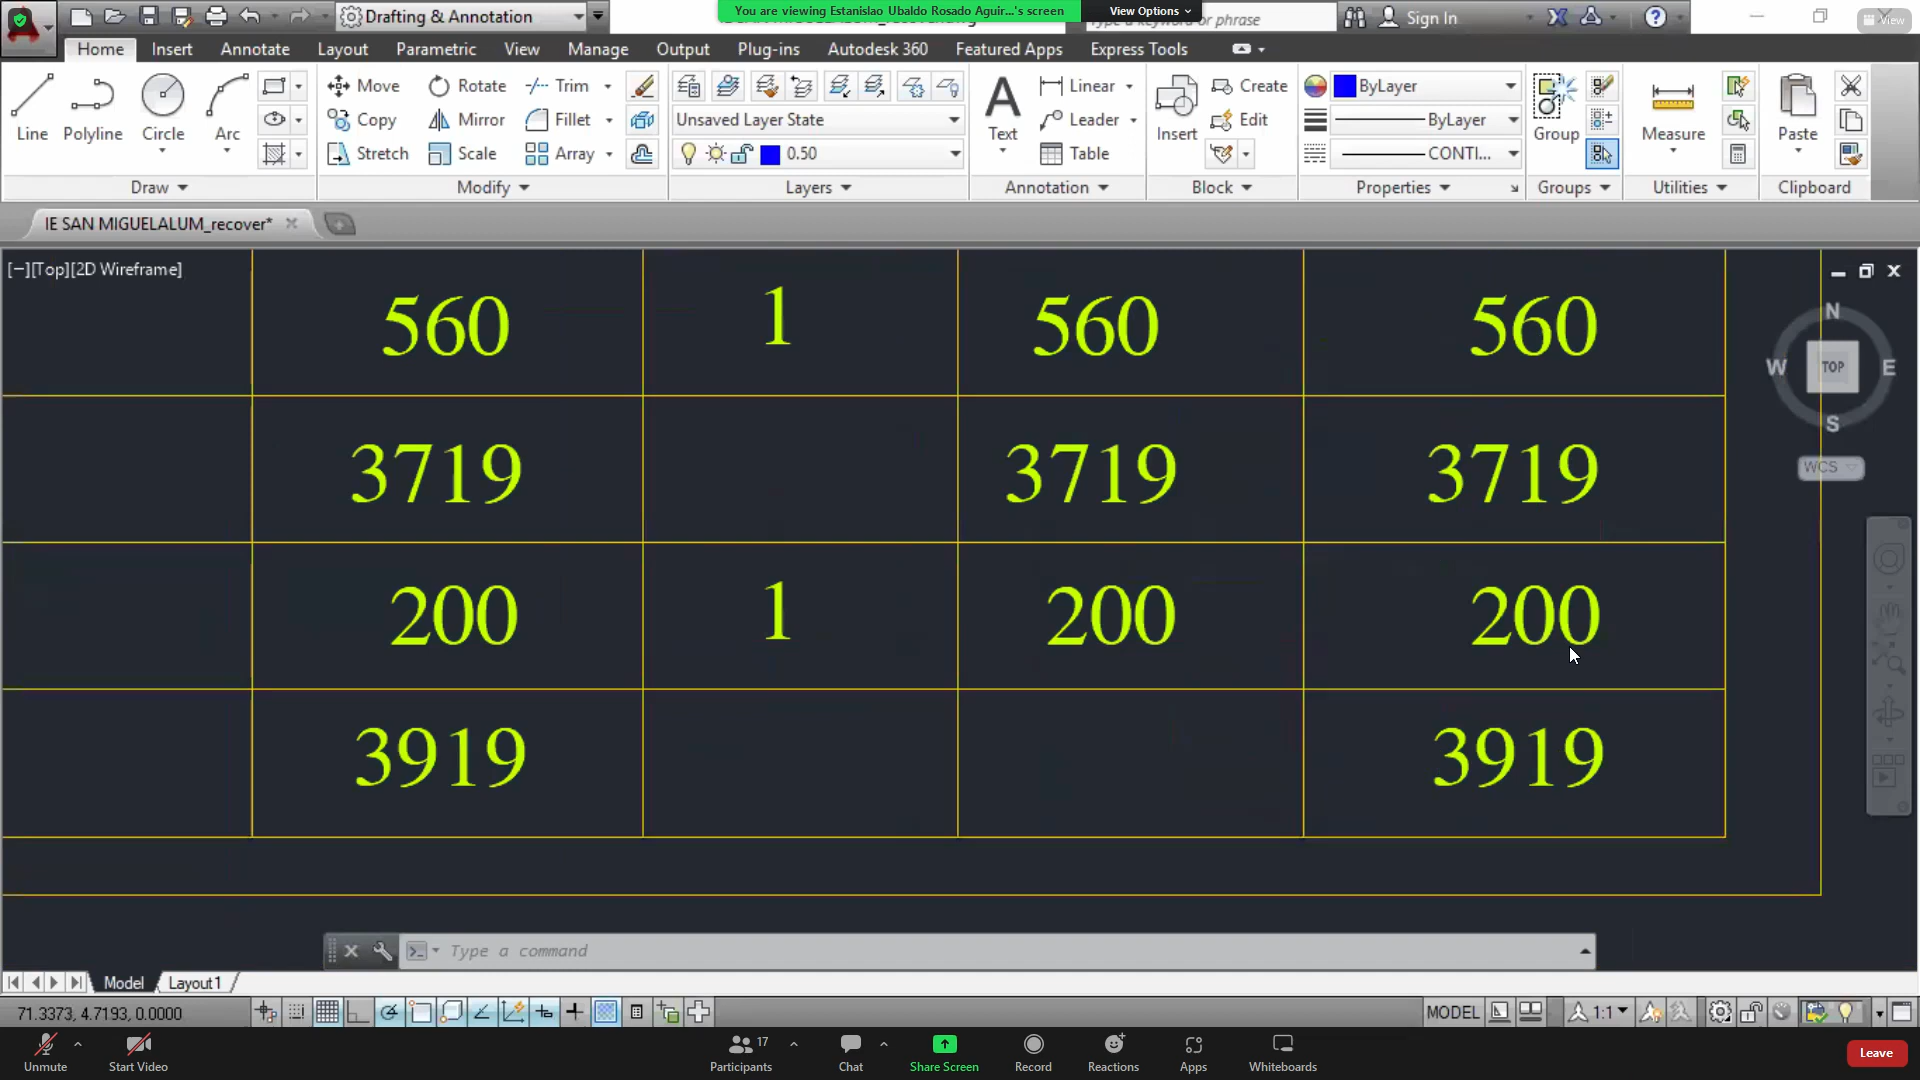 Drafting & Annotation
You are viewing Estanislao Ubaldo Rosado Aguir...'s screen
View Options
Type a keyword or phrase
Sign In
View
Home
Insert
Annotate
Layout
Parametric
View
Manage
Output
Plug-ins
Autodesk 360
Featured Apps
Express Tools
Line
Polyline
Circle
Arc
Move
Rotate
Trim
Copy
Mirror
Fillet
Stretch
Scale
Array
Unsaved Layer State
0.50
Text
Linear
Leader
Table
Insert
Create
Edit
ByLayer
ByLayer
CONTI...
Group
Measure
Paste
Draw
Modify
Layers
Annotation
Block
Properties
Groups
Utilities
Clipboard
IE SAN MIGUELALUM_recover*
[−][Top][2D Wireframe]
560 1 560 560
3719 3719 3719
200 1 200 200
3919 3919
N
W TOP E
S
WCS
Type a command
Model
Layout1
71.3373, 4.7193, 0.0000
MODEL
1:1
Unmute
Start Video
17
Participants
Chat
Share Screen
Record
Reactions
Apps
Whiteboards
Leave